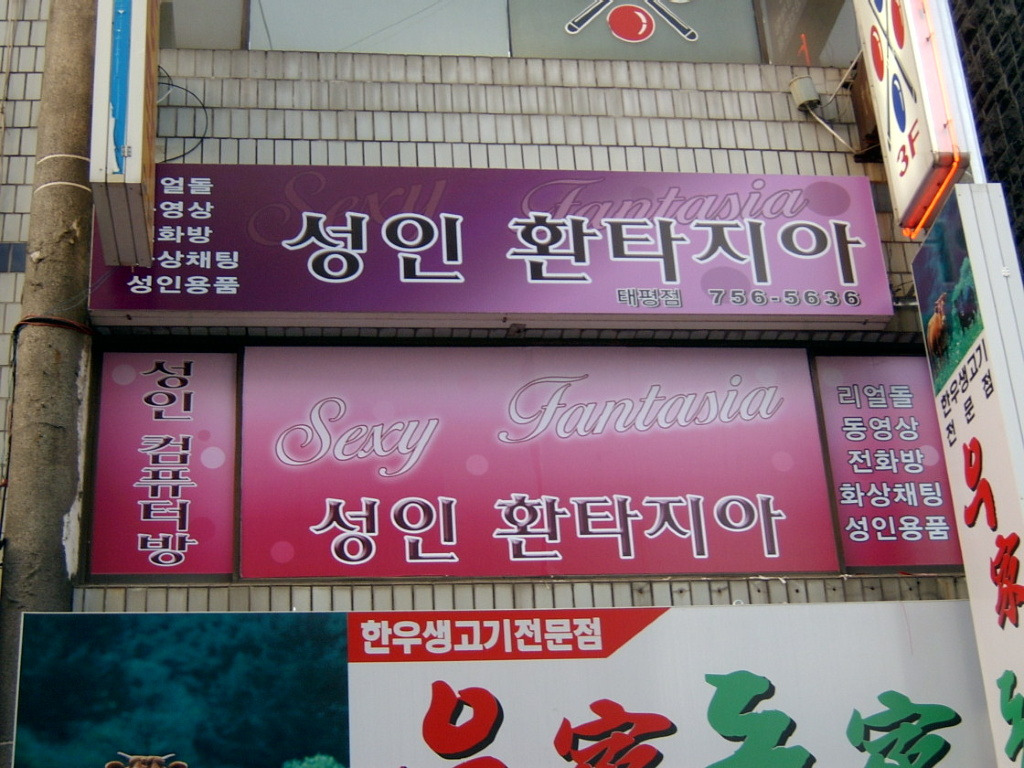 3F
Sexy Fantasia
얼돌
영상
화방
상채팅
성인용품
성인 환타지아
태평점 756-5636
성인 컴퓨터방
Sexy Fantasia
성인 환타지아
리얼돌
동영상
전화방
화상채팅
성인용품
한우생고기
전문점
한우생고기전문점